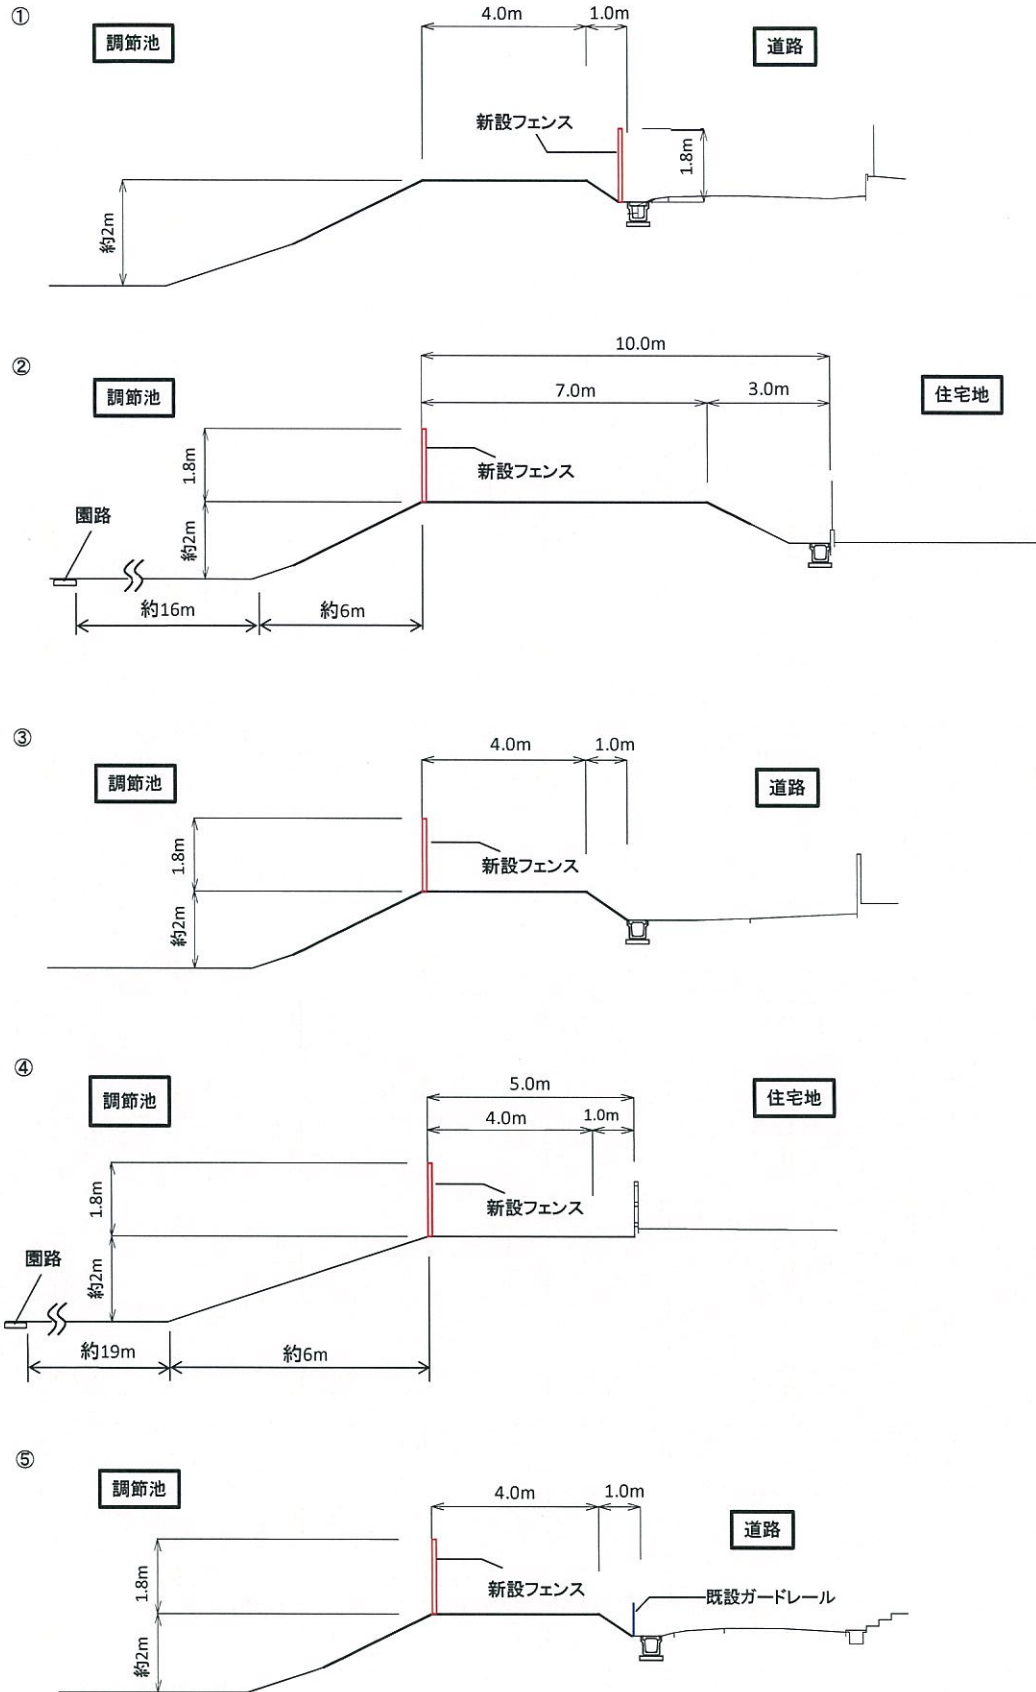 ①
調節池
4.0m
1.0m
道路
新設フェンス
1.8m
約2m
②
調節池
10.0m
7.0m
3.0m
住宅地
1.8m
新設フェンス
園路
約2m
約16m
約6m
③
調節池
4.0m
1.0m
道路
1.8m
新設フェンス
約2m
④
調節池
5.0m
4.0m
1.0m
住宅地
1.8m
新設フェンス
園路
約2m
約19m
約6m
⑤
調節池
4.0m
1.0m
道路
1.8m
新設フェンス
既設ガードレール
約2m